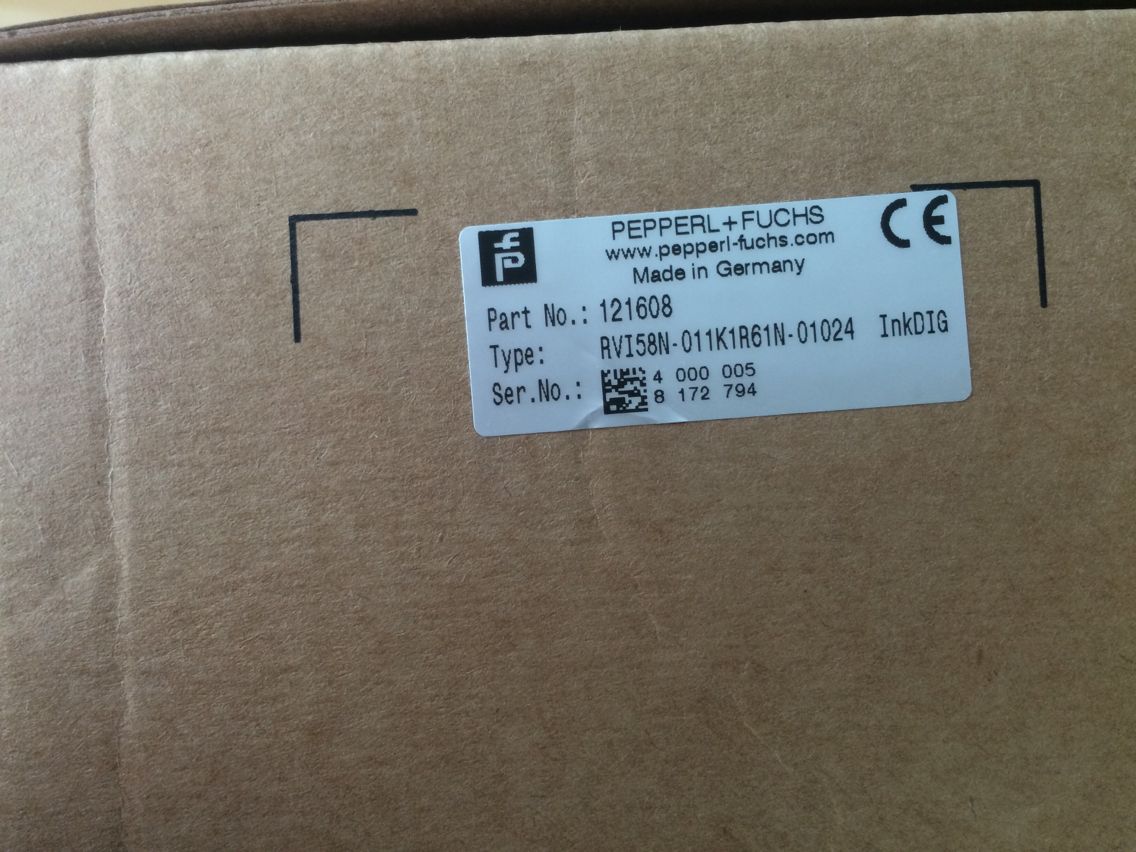 PEPPERL+FUCHS
www.pepperl-fuchs.com
Made in Germany
CE
fp
Part No.: 121608
Type: RVI58N-011K1R61N-01024 InkDIG
Ser.No.: 4 000 005
8 172 794